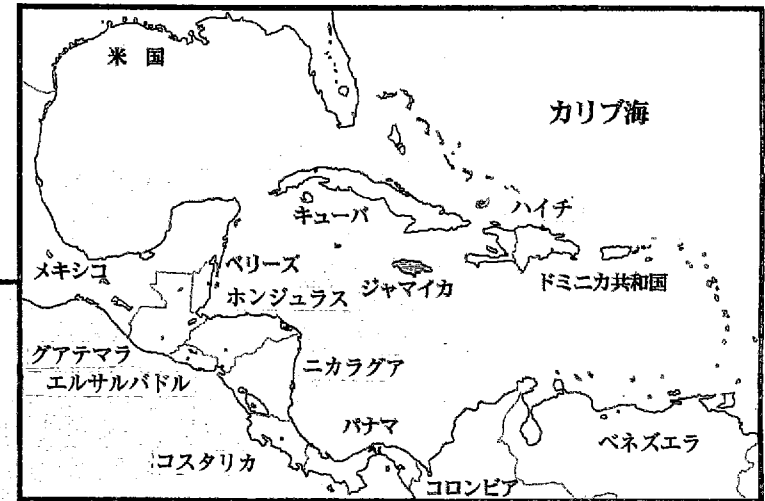 米国
カリブ海
キューバ
ハイチ
メキシコ
ベリーズ
ホンジュラス
ジャマイカ
ドミニカ共和国
グアテマラ
エルサルバドル
ニカラグア
パナマ
コスタリカ
コロンビア
ベネズエラ